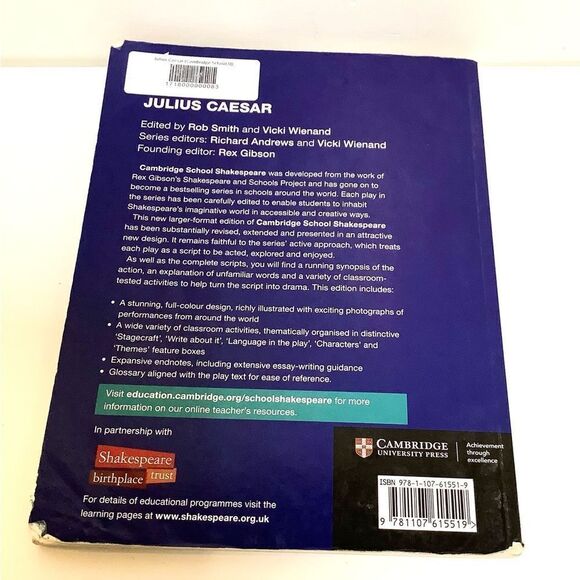 Julius Caesar (Cambridge School Sh
1718000000083
JULIUS CAESAR
Edited by Rob Smith and Vicki Wienand
Series editors: Richard Andrews and Vicki Wienand
Founding editor: Rex Gibson
Cambridge School Shakespeare was developed from the work of
Rex Gibson's Shakespeare and Schools Project and has gone on to
become a bestselling series in schools around the world. Each play in
the series has been carefully edited to enable students to inhabit
Shakespeare's imaginative world in accessible and creative ways.
This new larger-format edition of Cambridge School Shakespeare
has been substantially revised, extended and presented in an attractive
new design. It remains faithful to the series' active approach, which treats
each play as a script to be acted, explored and enjoyed.
As well as the complete scripts, you will find a running synopsis of the
action, an explanation of unfamiliar words and a variety of classroom-
tested activities to help turn the script into drama. This edition includes:
• A stunning, full-colour design, richly illustrated with exciting photographs of
performances from around the world
• A wide variety of classroom activities, thematically organised in distinctive
'Stagecraft', 'Write about it', 'Language in the play', 'Characters' and
'Themes' feature boxes
• Expansive endnotes, including extensive essay-writing guidance
• Glossary aligned with the play text for ease of reference.
Visit education.cambridge.org/schoolshakespeare for more
information on our online teacher's resources.
In partnership with
Shakespeare
birthplace trust
For details of educational programmes visit the
learning pages at www.shakespeare.org.uk
CAMBRIDGE
UNIVERSITY PRESS
Achievement
through
excellence
ISBN 978-1-107-61551-9
9 781107 615519 >